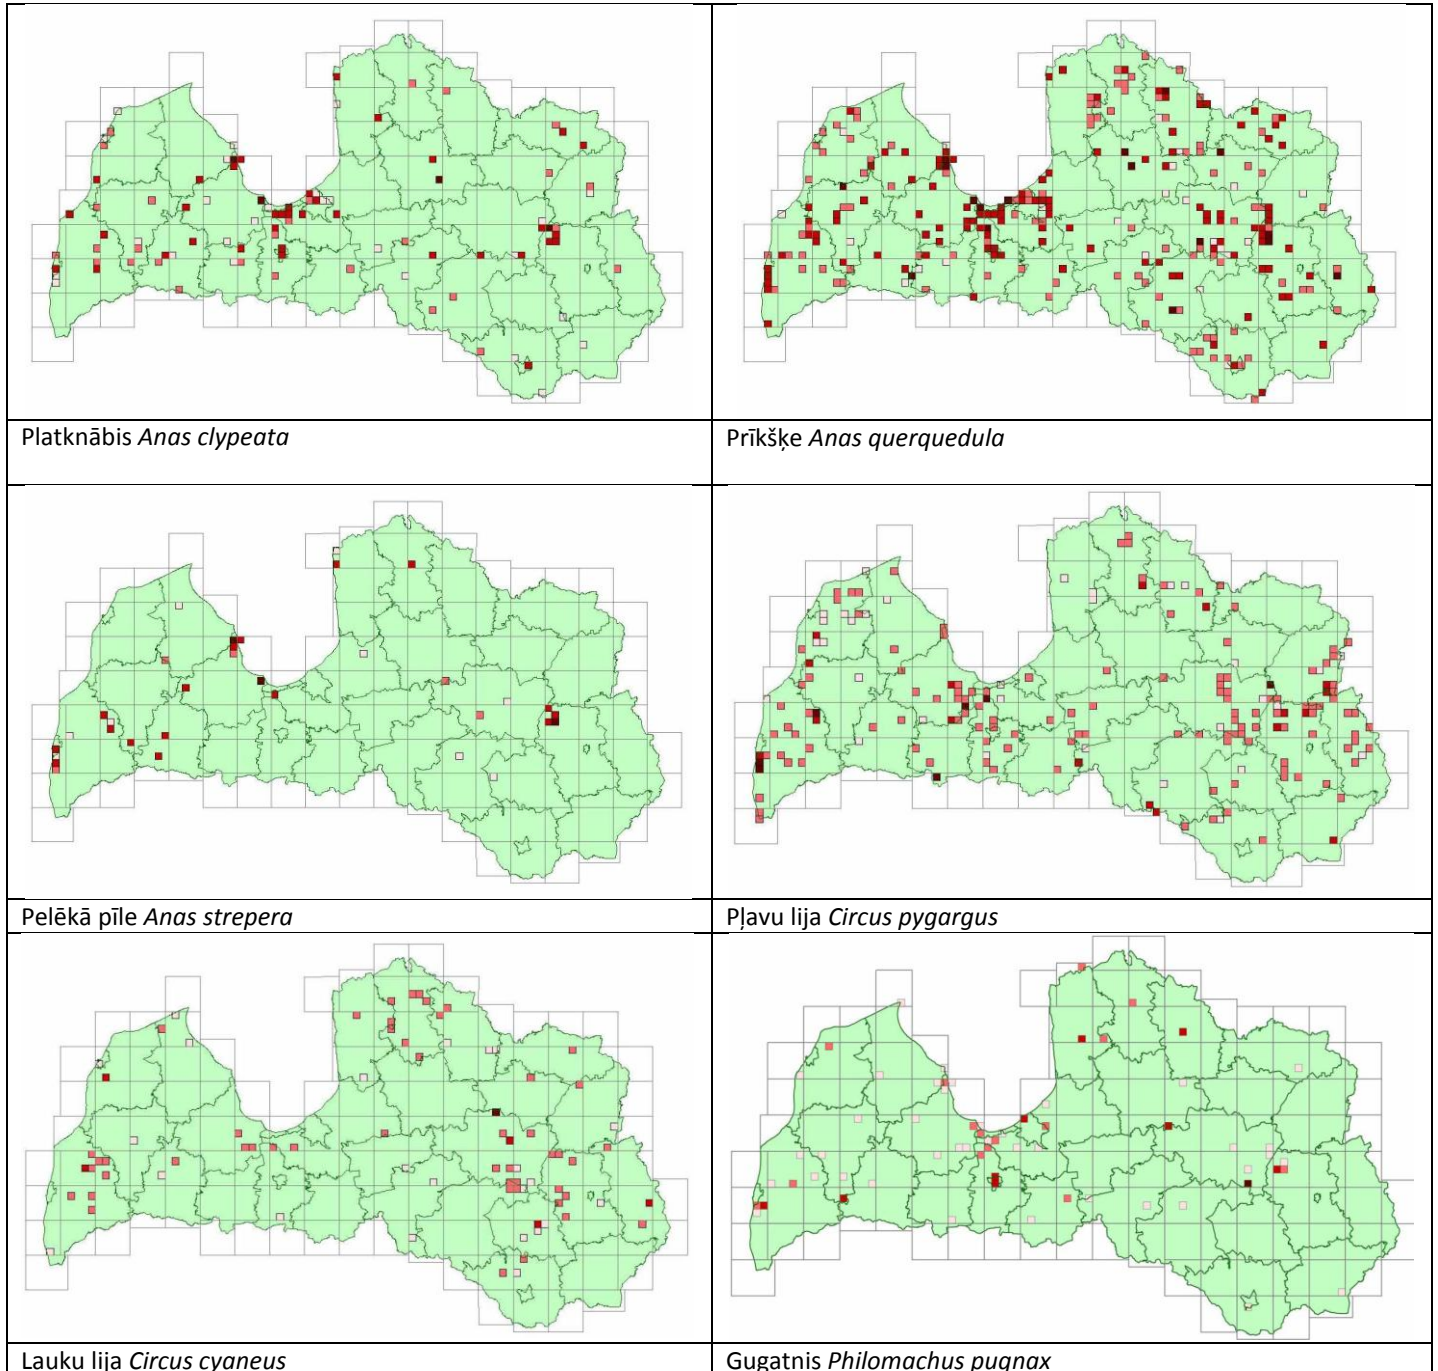 Platknābis Anas clypeata
Prīkšķe Anas querquedula
Pelēkā pīle Anas strepera
Pļavu lija Circus pygargus
Lauku lija Circus cyaneus
Gugatnis Philomachus pugnax